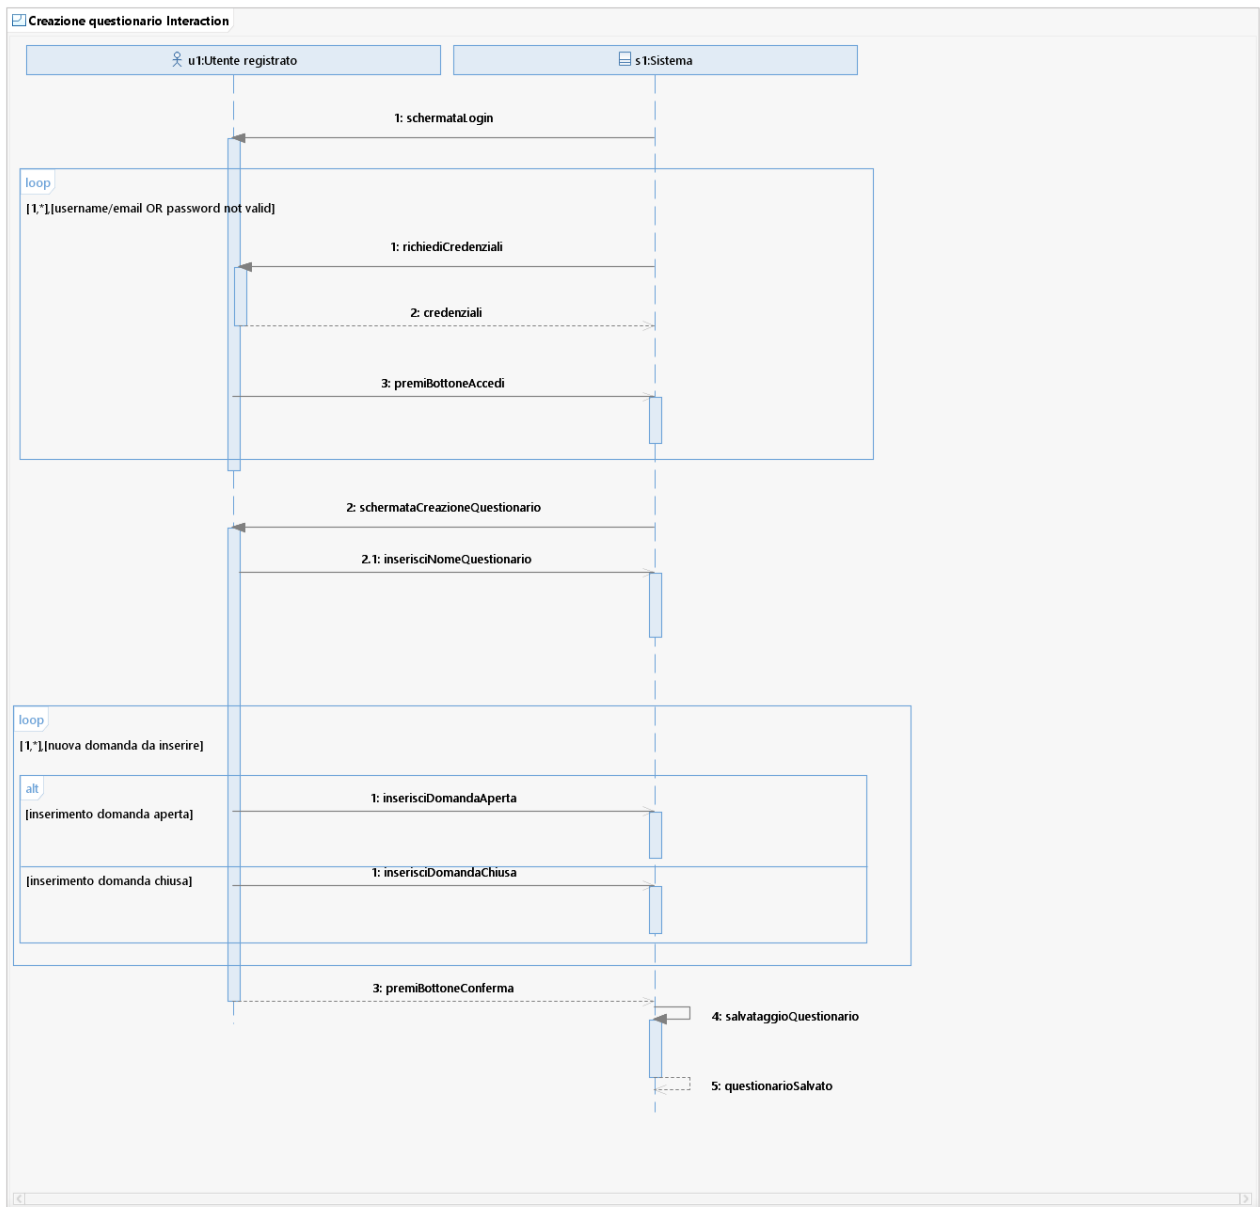 Creazione questionario Interaction
u1:Utente registrato
s1:Sistema
1: schermataLogin
loop
[1,*],[username/email OR password not valid]
1: richiediCredenziali
2: credenziali
3: premiBottoneAccedi
2: schermataCreazioneQuestionario
2.1: inserisciNomeQuestionario
loop
[1,*],[nuova domanda da inserire]
alt
1: inserisciDomandaAperta
[inserimento domanda aperta]
1: inserisciDomandaChiusa
[inserimento domanda chiusa]
3: premiBottoneConferma
4: salvataggioQuestionario
5: questionarioSalvato